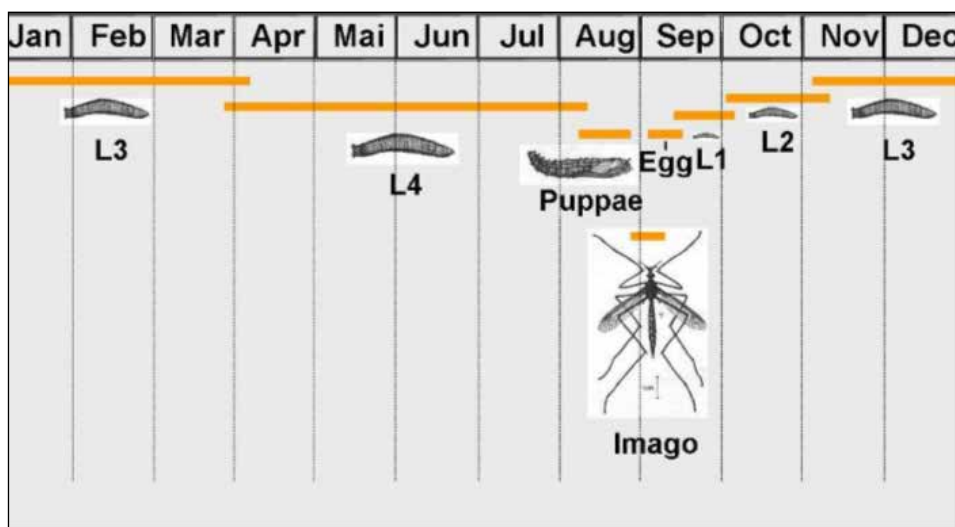 Jan Feb Mar Apr Mai Jun Jul Aug Sep Oct Nov Dec
L3 L4 Puppae Egg L1 L2 L3
Imago